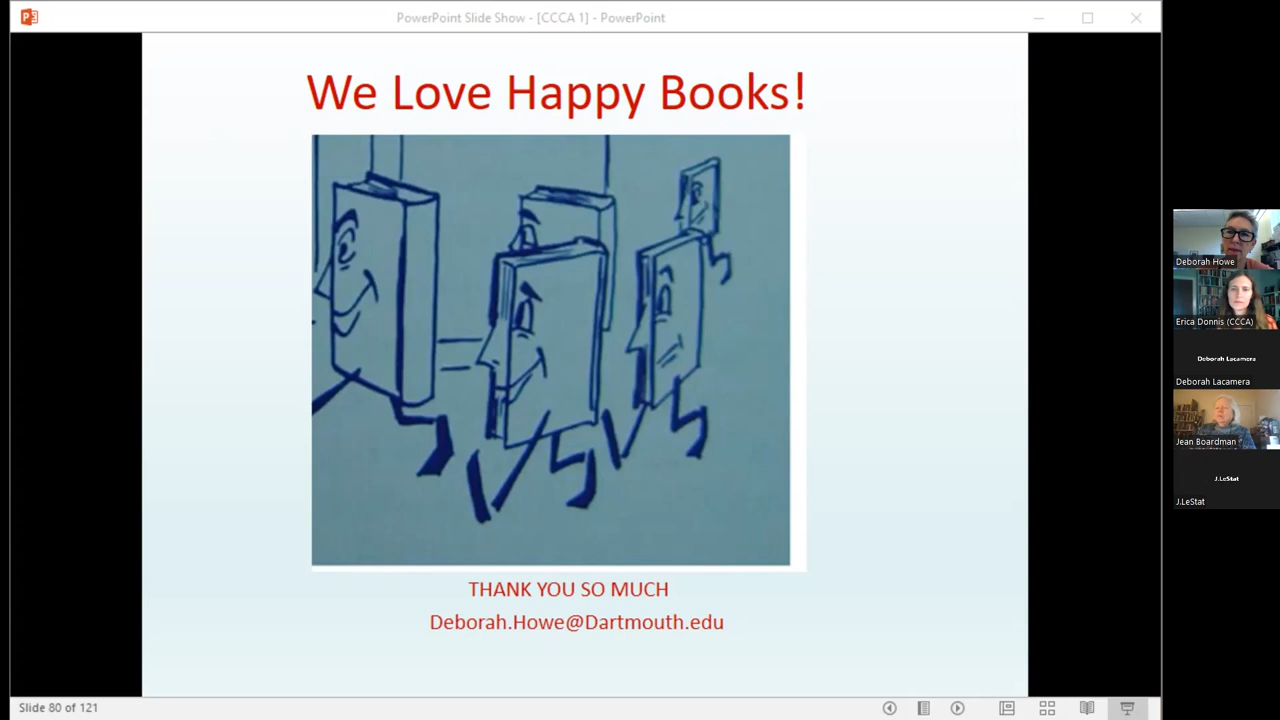 PowerPoint Slide Show - [CCCA 1] - PowerPoint
We Love Happy Books!
THANK YOU SO MUCH
Deborah.Howe@Dartmouth.edu
Slide 80 of 121
Deborah Howe
Erica Donnis (CCCA)
Deborah Lacamera
Deborah Lacamera
Jean Boardman
J.LeStat
J.LeStat